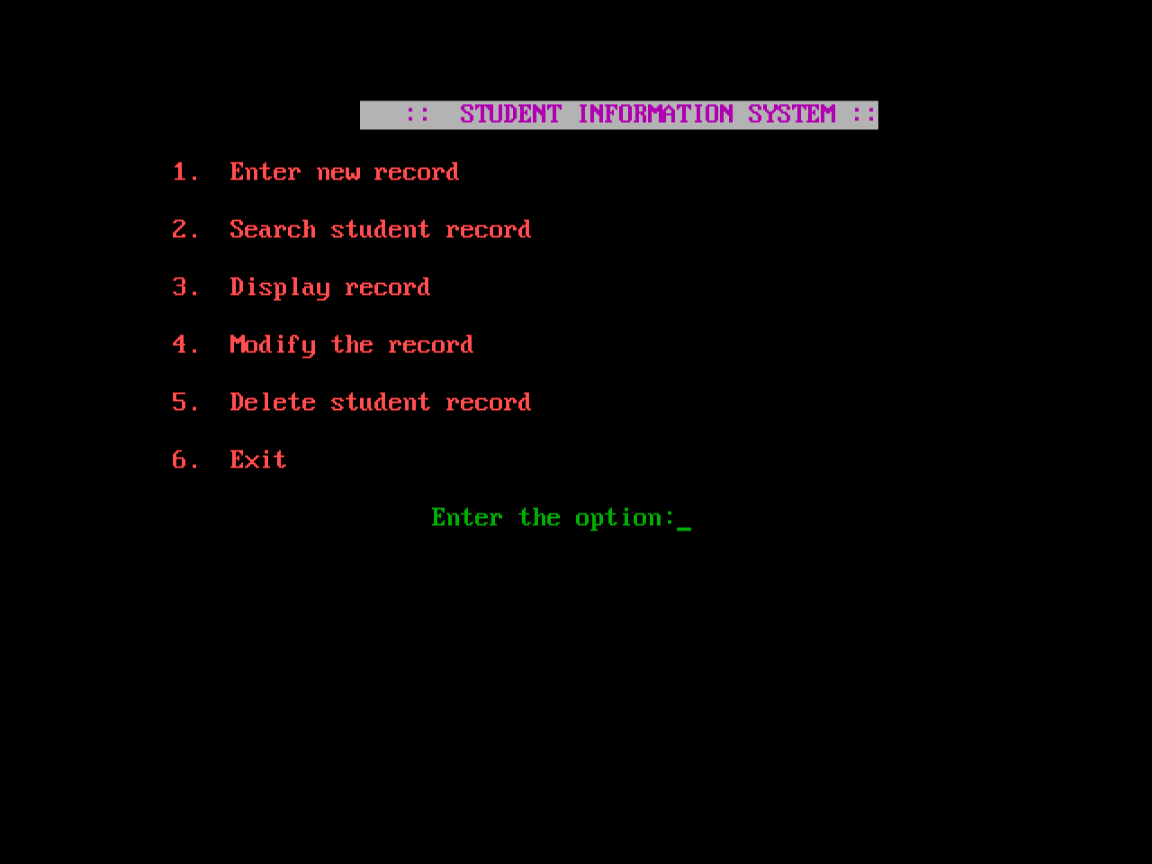 :: STUDENT INFORMATION SYSTEM ::
1. Enter new record
2. Search student record
3. Display record
4. Modify the record
5. Delete student record
6. Exit
Enter the option:_